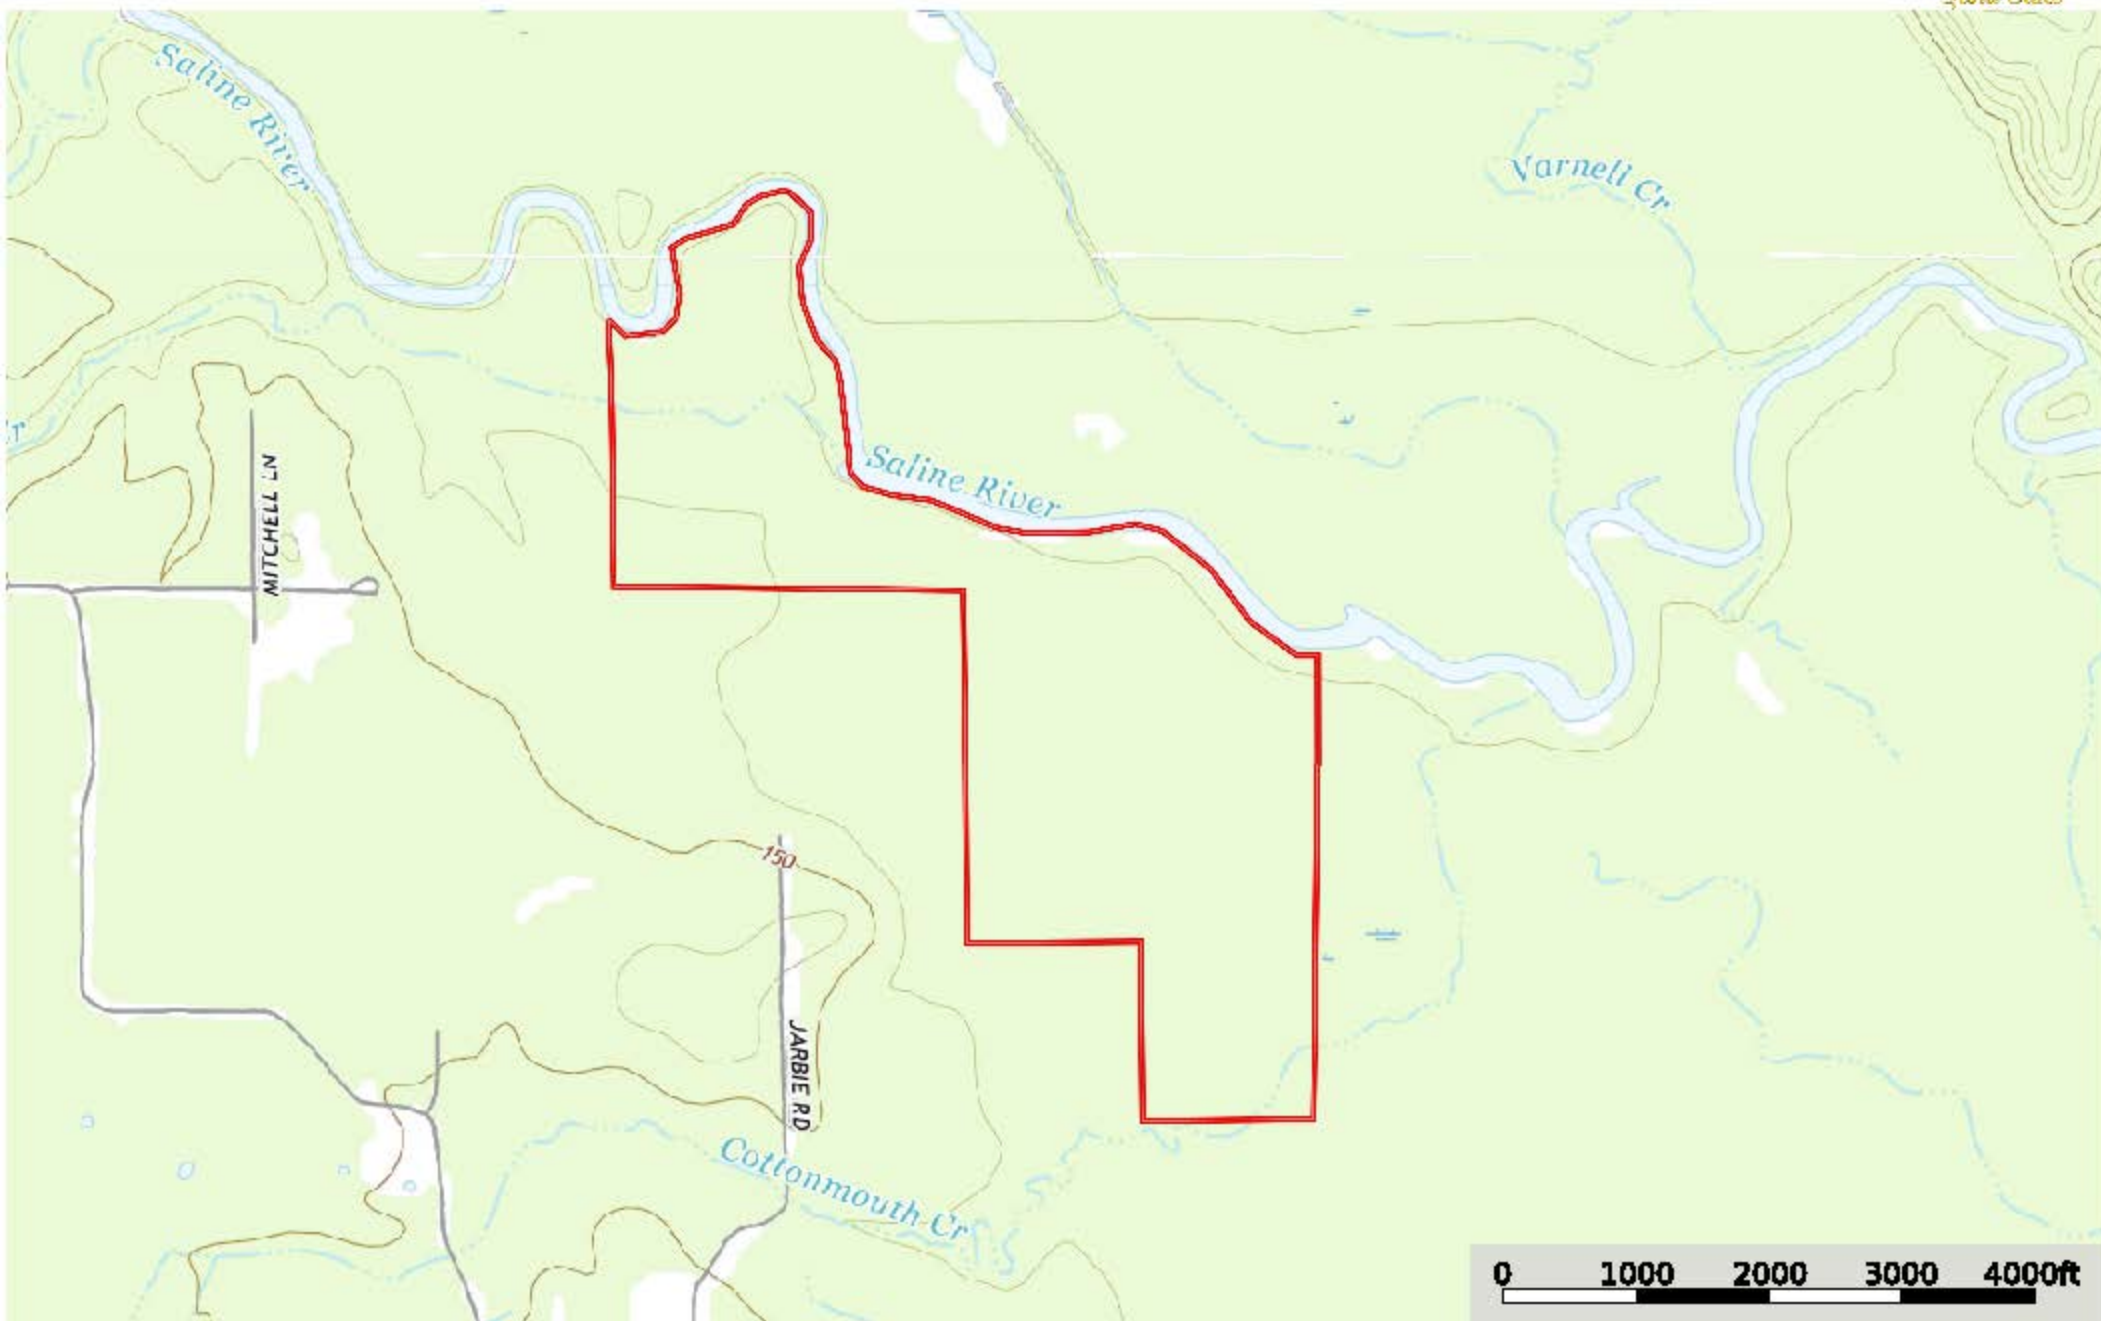 Saline River
Varnell Cr
MITCHELL LN
Saline River
150
JARBIE RD
Cottonmouth Cr
0 1000 2000 3000 4000ft